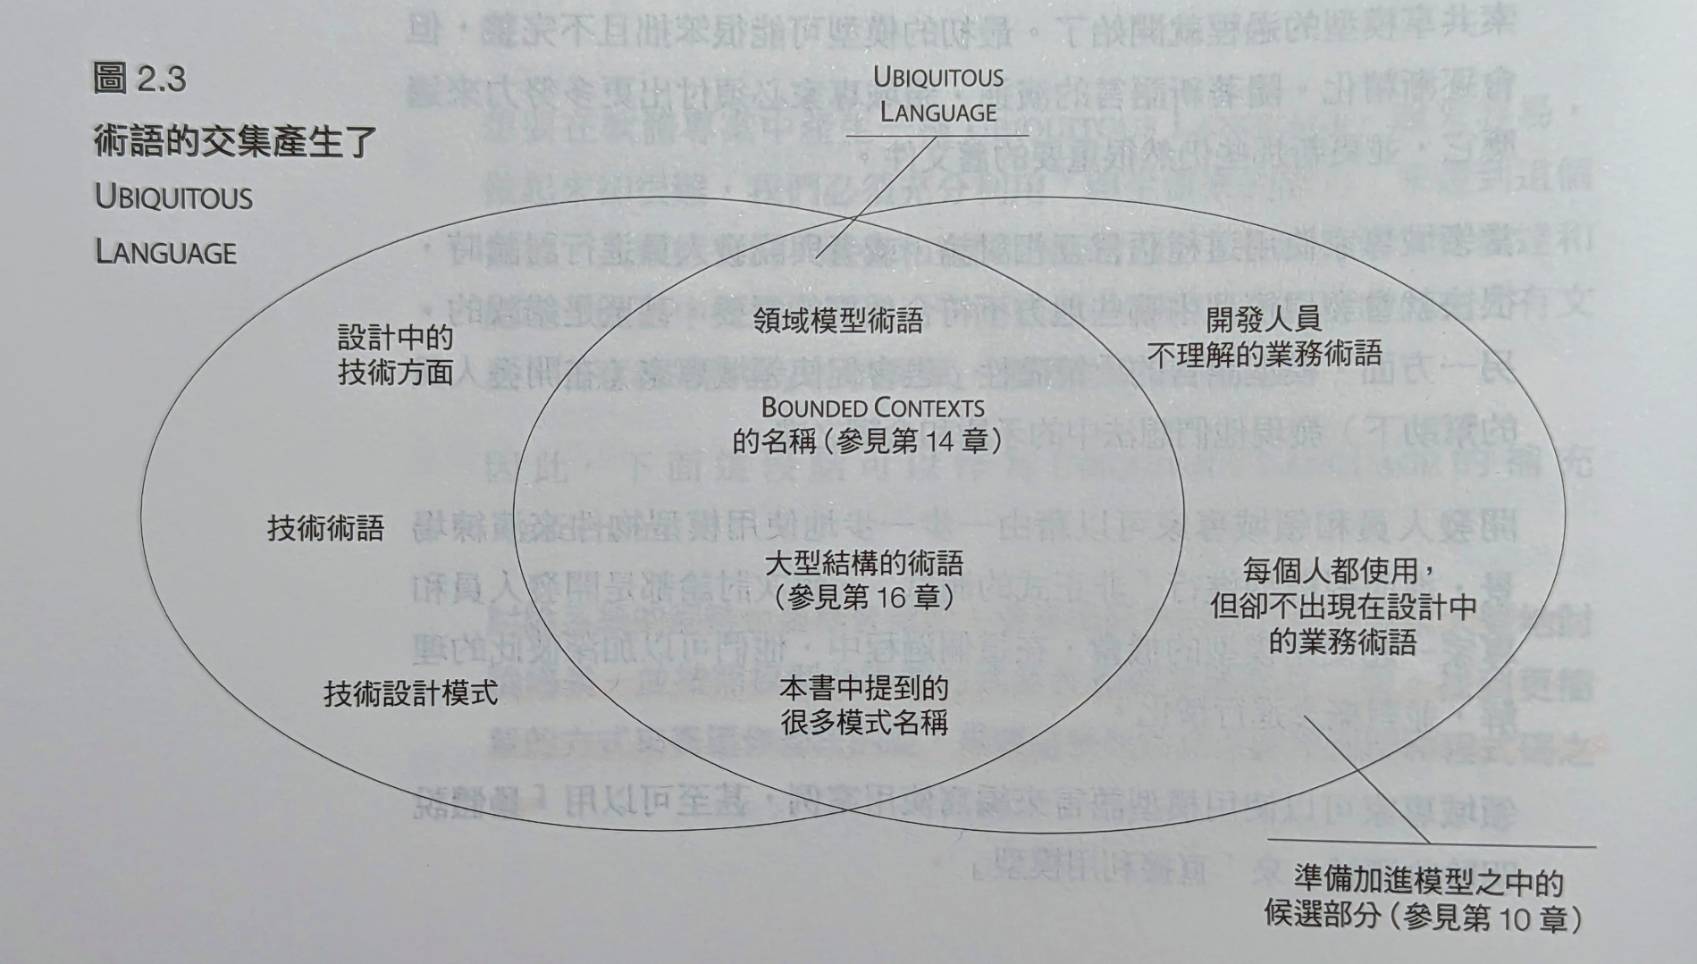 圖 2.3
術語的交集產生了
UBIQUITOUS
LANGUAGE
UBIQUITOUS
LANGUAGE
設計中的
技術方面
技術術語
技術設計模式
領域模型術語
BOUNDED CONTEXTS
的名稱（參見第 14 章）
大型結構的術語
（參見第 16 章）
本書中提到的
很多模式名稱
開發人員
不理解的業務術語
每個人都使用，
但卻不出現在設計中
的業務術語
準備加進模型之中的
候選部分（參見第 10 章）